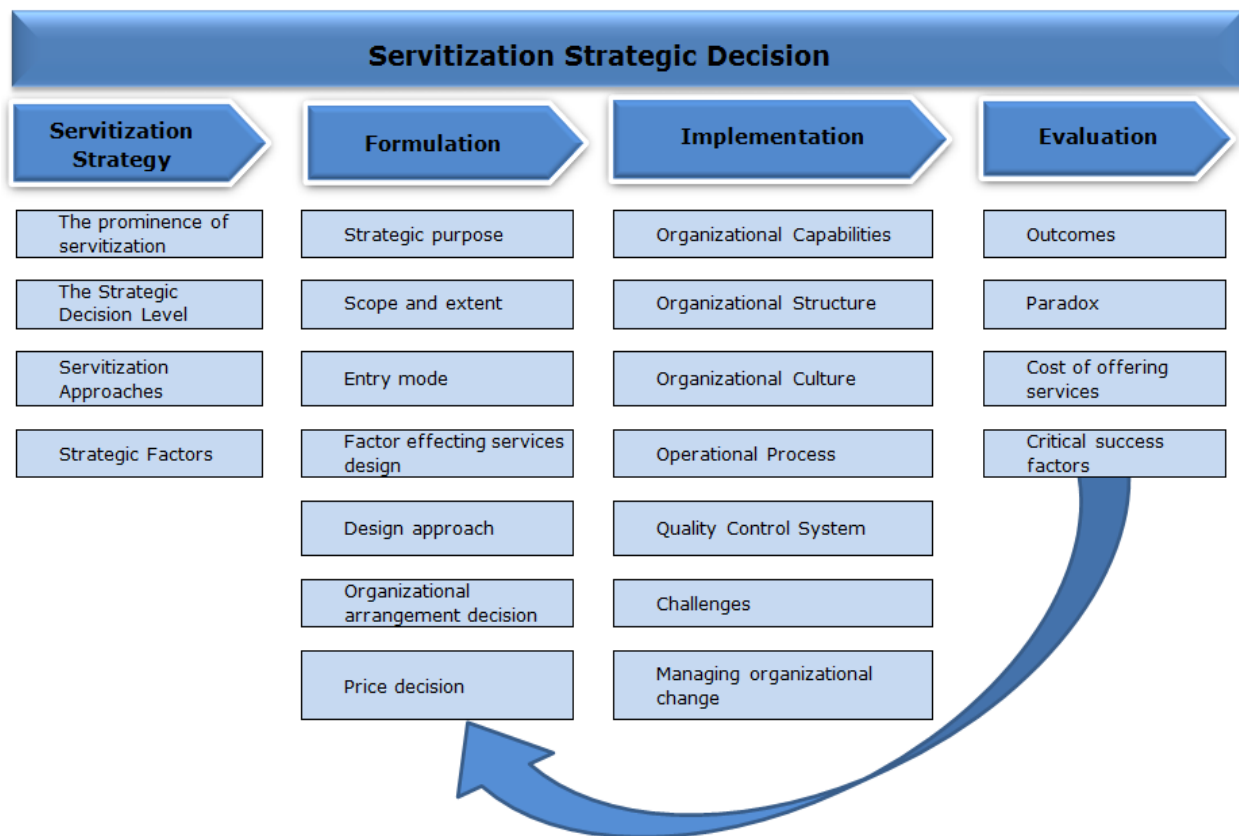 Servitization Strategic Decision
Servitization
Strategy
Formulation
Implementation
Evaluation
The prominence of
servitization
The Strategic
Decision Level
Servitization
Approaches
Strategic Factors
Strategic purpose
Scope and extent
Entry mode
Factor effecting services
design
Design approach
Organizational
arrangement decision
Price decision
Organizational Capabilities
Organizational Structure
Organizational Culture
Operational Process
Quality Control System
Challenges
Managing organizational
change
Outcomes
Paradox
Cost of offering
services
Critical success
factors